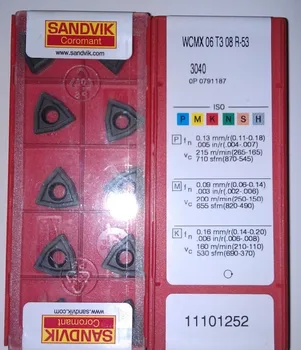 SANDVIK
Coromant
www.sandvik.com
SANDVIK
Coromant
WCMX 06 T3 08 R-53
3040
0P 0791187
ISO
P M K N S H
P fn 0.13 mm/r(0.11-0.18)
.005 in/r(.004-.007)
vc 215 m/min(265-165)
710 sfm(870-545)
M fn 0.09 mm/r(0.06-0.14)
.003 in/r(.002-.006)
vc 200 m/min(250-150)
655 sfm(820-490)
K fn 0.16 mm/r(0.14-0.20)
.006 in/r(.006-.008)
vc 160 m/min(210-110)
530 sfm(690-370)
11101252